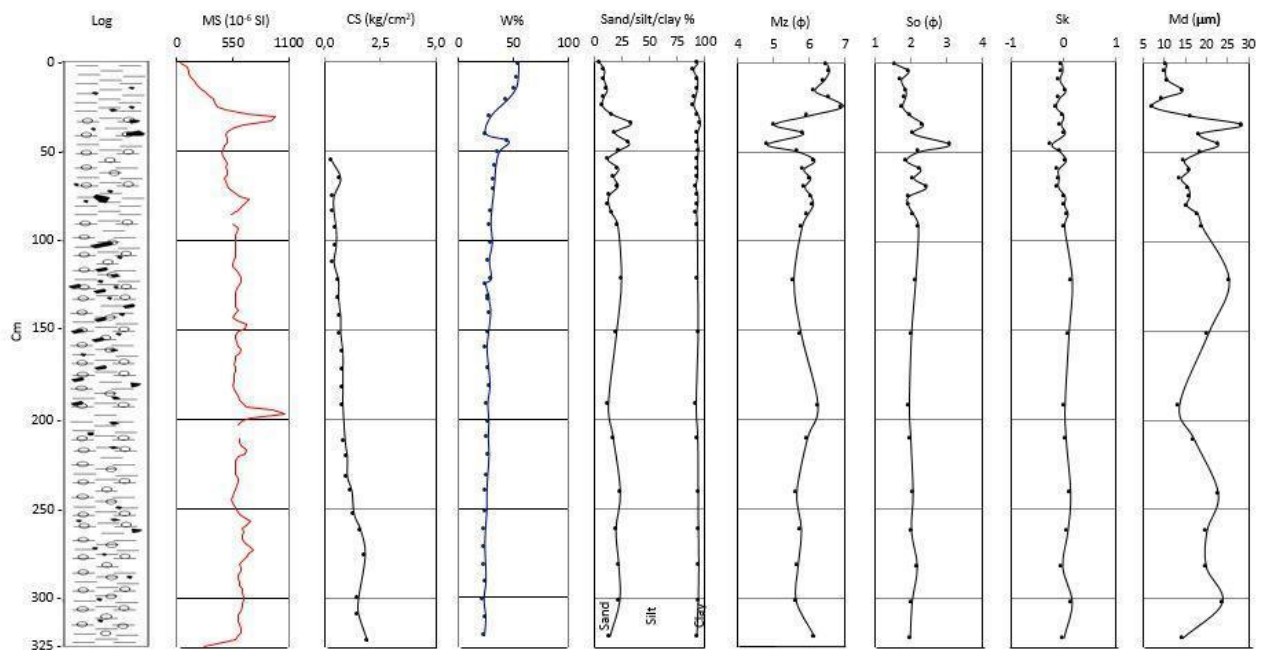 Log MS (10⁻⁶ SI) CS (kg/cm²) W% Sand/silt/clay % Mz (ϕ) So (ϕ) Sk Md (µm)
0 550 1100 0,0 2,5 5,0 0 50 100 0 25 50 75 100 4 5 6 7 1 2 3 4 -1 0 1 5 10 15 20 25 30
0 -
50 -
100 -
Cm
150 -
200 -
250 -
300 -
Sand Silt Clay
325 -